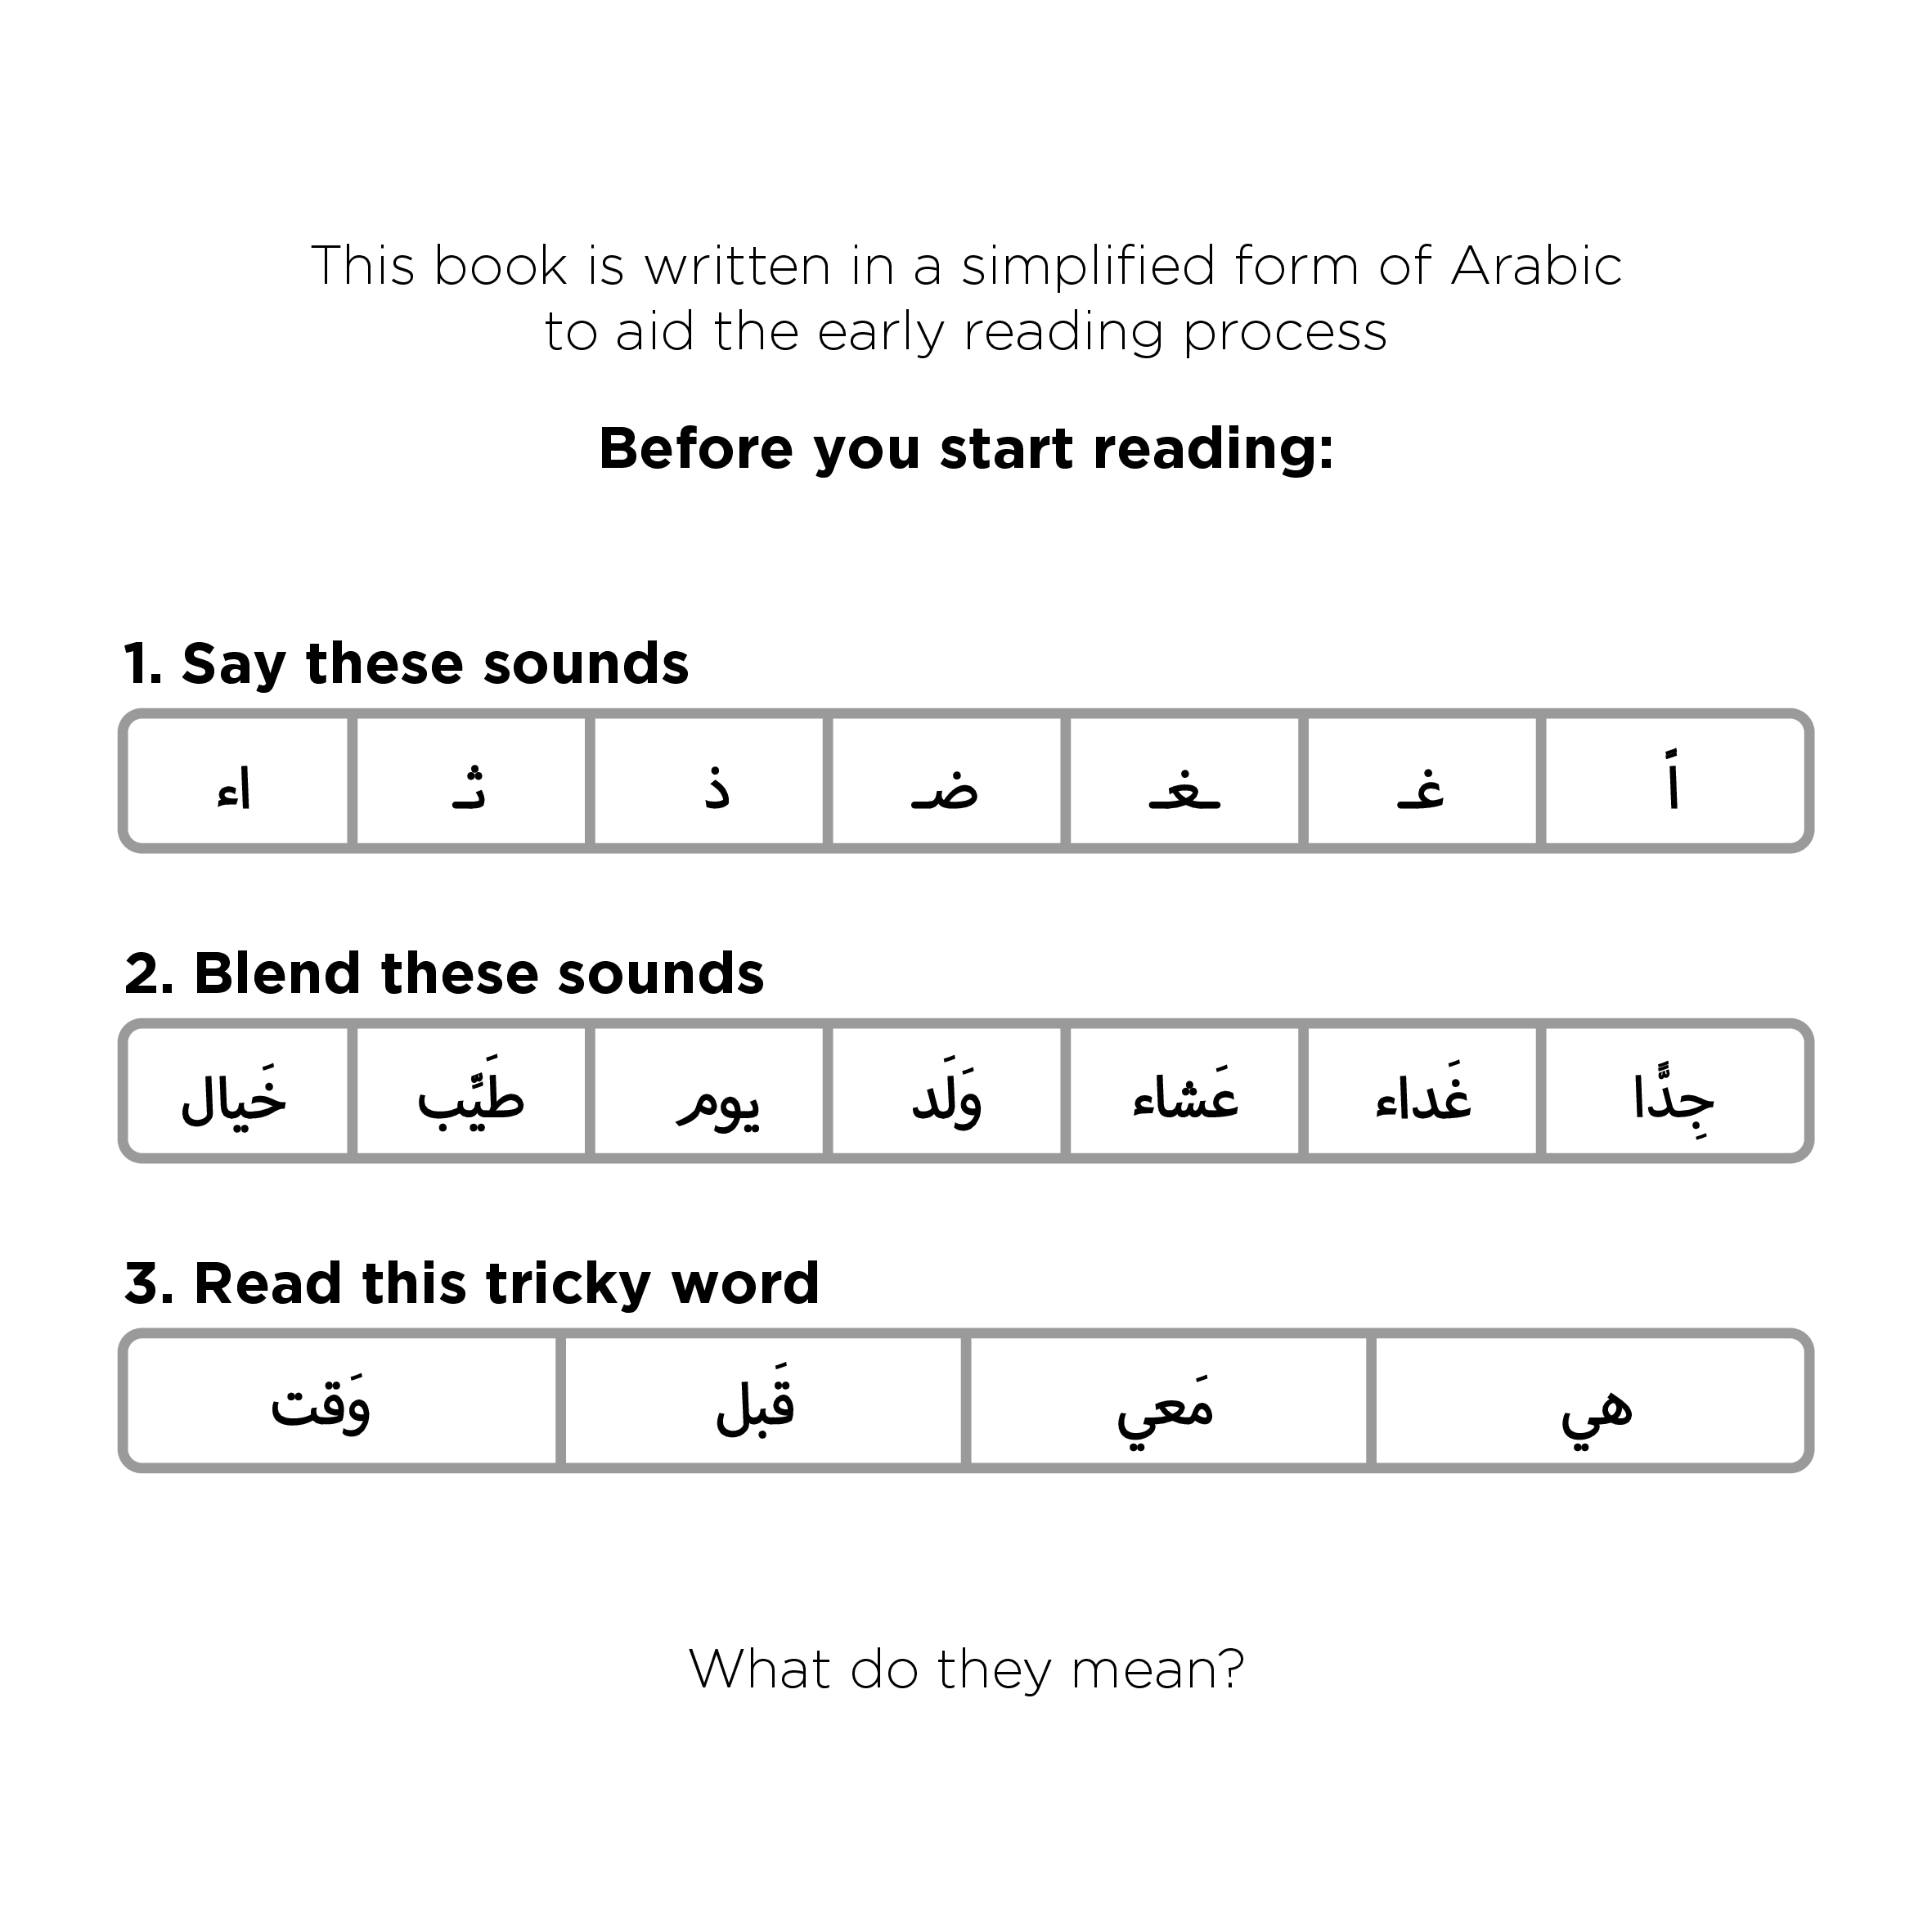 This book is written in a simplified form of Arabic
to aid the early reading process
Before you start reading:
1. Say these sounds
اً غـ ـغـ ضـ ذ ثـ اء
2. Blend these sounds
جِدًّا غَداء عَشاء وَلَد يوم طَيَّب خَيال
3. Read this tricky word
هي مَعي قَبل وَقت
What do they mean?